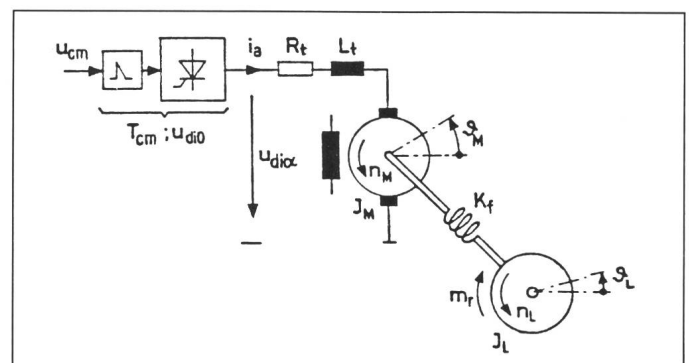 u_cm
i_a
R_t
L_t
T_cm ; u_di0
u_diα
n_M
ϑ_M
J_M
K_f
m_r
n_L
ϑ_L
J_L